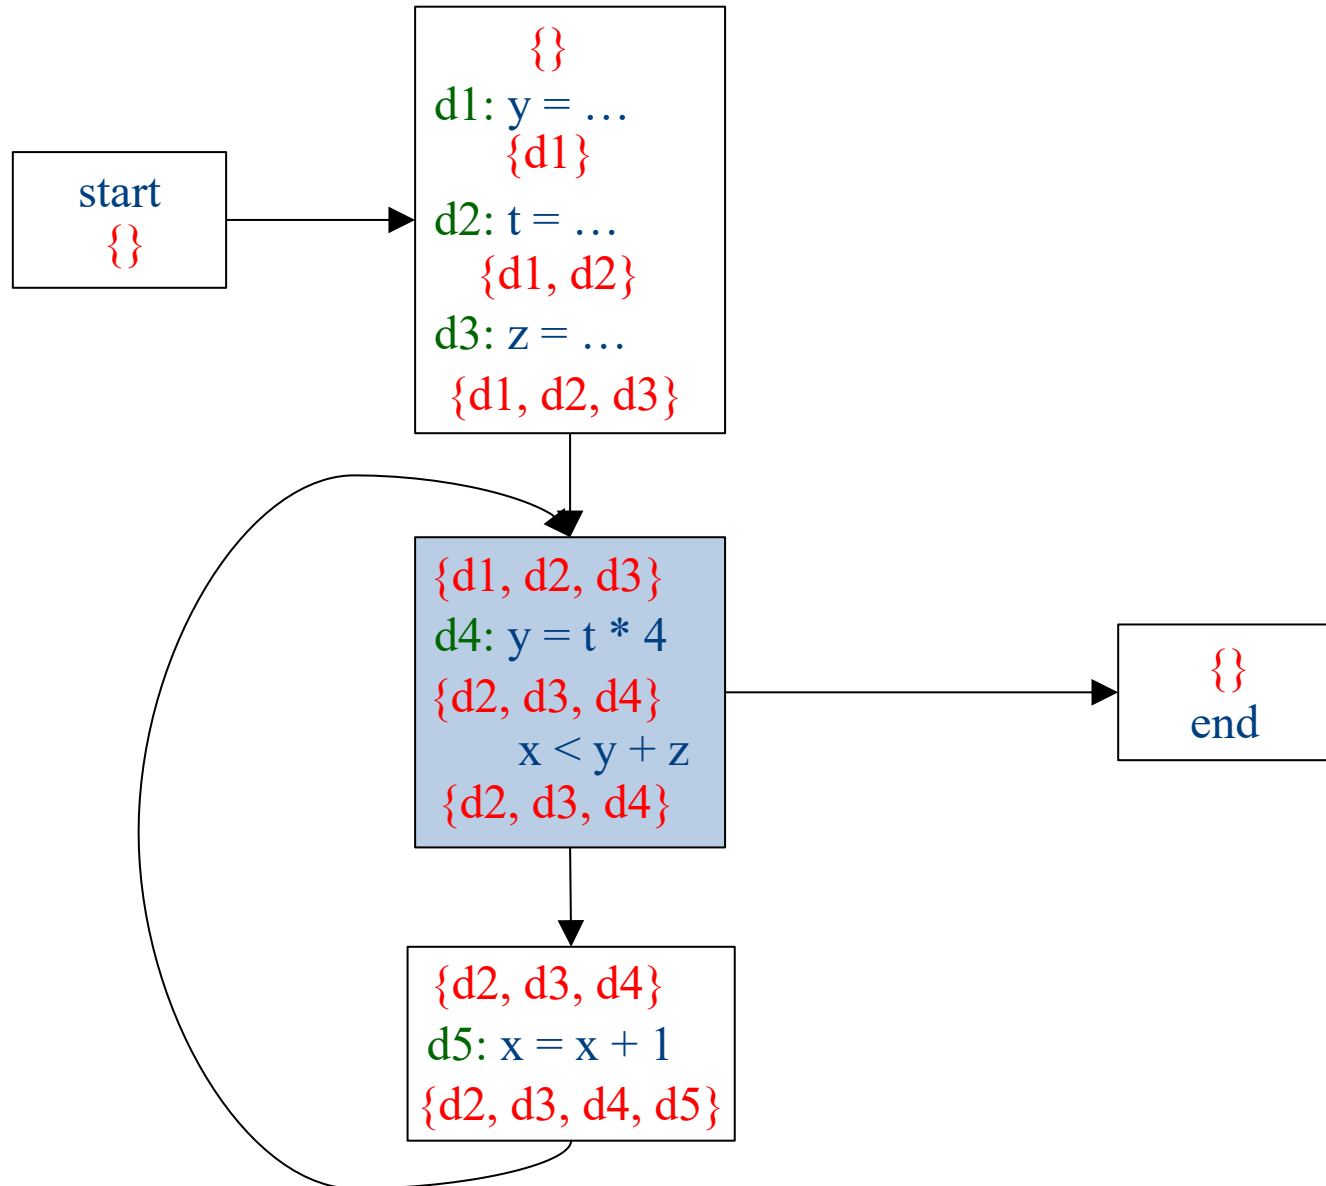 start
{}
{}
d1: y = …
{d1}
d2: t = …
{d1, d2}
d3: z = …
{d1, d2, d3}
{d1, d2, d3}
d4: y = t * 4
{d2, d3, d4}
x < y + z
{d2, d3, d4}
{}
end
{d2, d3, d4}
d5: x = x + 1
{d2, d3, d4, d5}